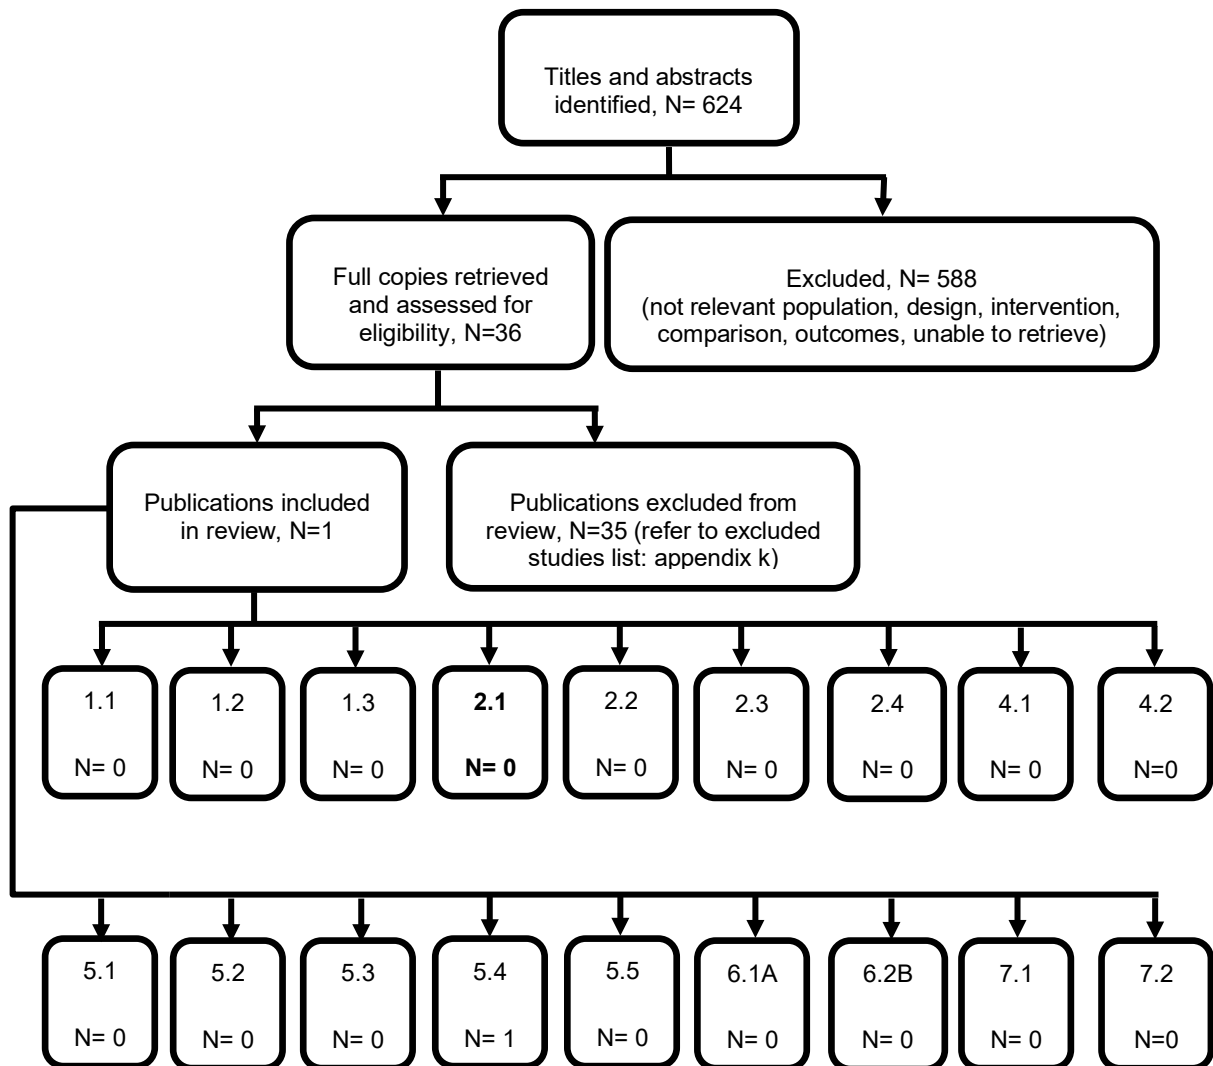 Titles and abstracts
identified, N= 624
Full copies retrieved
and assessed for
eligibility, N=36
Excluded, N= 588
(not relevant population, design, intervention,
comparison, outcomes, unable to retrieve)
Publications included
in review, N=1
Publications excluded from
review, N=35 (refer to excluded
studies list: appendix k)
1.1
N= 0
1.2
N= 0
1.3
N= 0
2.1
N= 0
2.2
N= 0
2.3
N= 0
2.4
N= 0
4.1
N= 0
4.2
N=0
5.1
N= 0
5.2
N= 0
5.3
N= 0
5.4
N= 1
5.5
N= 0
6.1A
N= 0
6.2B
N= 0
7.1
N= 0
7.2
N=0